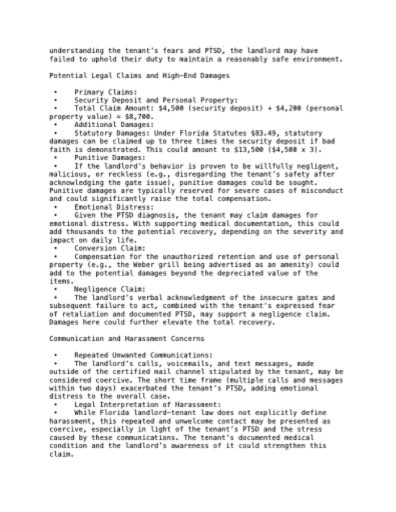 understanding the tenant's fears and PTSD, the landlord may have
failed to uphold their duty to maintain a reasonably safe environment.
Potential Legal Claims and High-End Damages
• Primary Claims:
• Security Deposit and Personal Property:
• Total Claim Amount: $4,500 (security deposit) + $4,200 (personal
property value) = $8,700.
• Additional Damages:
• Statutory Damages: Under Florida Statutes §83.49, statutory
damages can be claimed up to three times the security deposit if bad
faith is demonstrated. This could amount to $13,500 ($4,500 x 3).
• Punitive Damages:
• If the landlord's behavior is proven to be willfully negligent,
malicious, or reckless (e.g., disregarding the tenant's safety after
acknowledging the gate issue), punitive damages could be sought.
Punitive damages are typically reserved for severe cases of misconduct
and could significantly raise the total compensation.
• Emotional Distress:
• Given the PTSD diagnosis, the tenant may claim damages for
emotional distress. With supporting medical documentation, this could
add thousands to the potential recovery, depending on the severity and
impact on daily life.
• Conversion Claim:
• Compensation for the unauthorized retention and use of personal
property (e.g., the Weber grill being advertised as an amenity) could
add to the potential damages beyond the depreciated value of the
items.
• Negligence Claim:
• The landlord's verbal acknowledgment of the insecure gates and
subsequent failure to act, combined with the tenant's expressed fear
of retaliation and documented PTSD, may support a negligence claim.
Damages here could further elevate the total recovery.
Communication and Harassment Concerns
• Repeated Unwanted Communications:
• The landlord's calls, voicemails, and text messages, made
outside of the certified mail channel stipulated by the tenant, may be
considered coercive. The short time frame (multiple calls and messages
within two days) exacerbated the tenant's PTSD, adding emotional
distress to the overall case.
• Legal Interpretation of Harassment:
• While Florida landlord-tenant law does not explicitly define
harassment, this repeated and unwelcome contact may be presented as
coercive, especially in light of the tenant's PTSD and the stress
caused by these communications. The tenant's documented medical
condition and the landlord's awareness of it could strengthen this
claim.